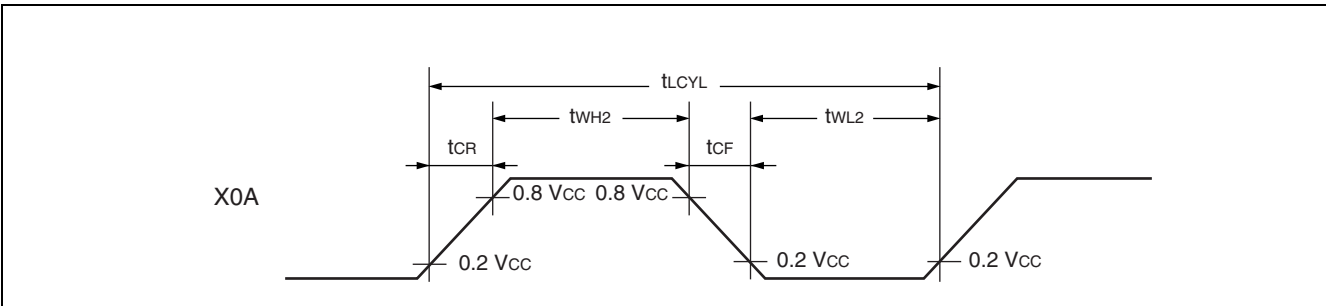 tLCYL
tWH2
tWL2
tCR
tCF
X0A
0.8 VCC 0.8 VCC
0.2 VCC
0.2 VCC
0.2 VCC